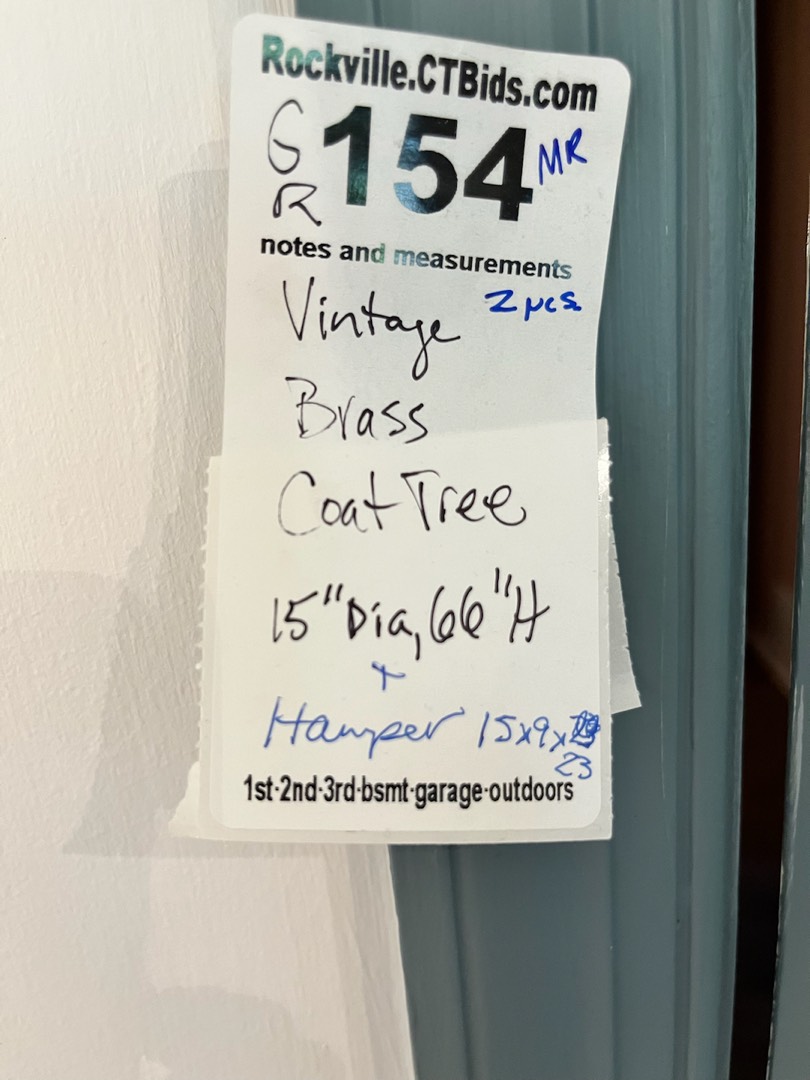 Rockville.CTBids.com
G R 154 MR
notes and measurements
Vintage 2 pcs.
Brass
Coat Tree
15" Dia, 66" H
+
Hamper 15x9x
23
1st·2nd·3rd·bsmt·garage·outdoors